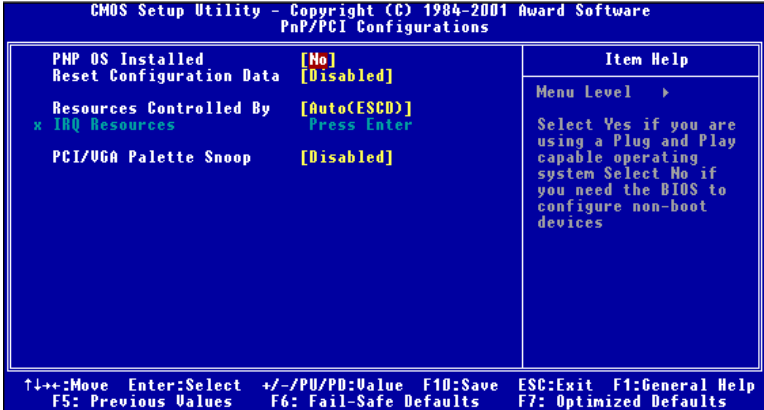 CMOS Setup Utility - Copyright (C) 1984-2001 Award Software
PnP/PCI Configurations
PNP OS Installed [No]
Reset Configuration Data [Disabled]
Resources Controlled By [Auto(ESCD)]
x IRQ Resources Press Enter
PCI/VGA Palette Snoop [Disabled]
Item Help
Menu Level ▸
Select Yes if you are
using a Plug and Play
capable operating
system Select No if
you need the BIOS to
configure non-boot
devices
↑↓→←:Move Enter:Select +/-/PU/PD:Value F10:Save ESC:Exit F1:General Help
F5: Previous Values F6: Fail-Safe Defaults F7: Optimized Defaults